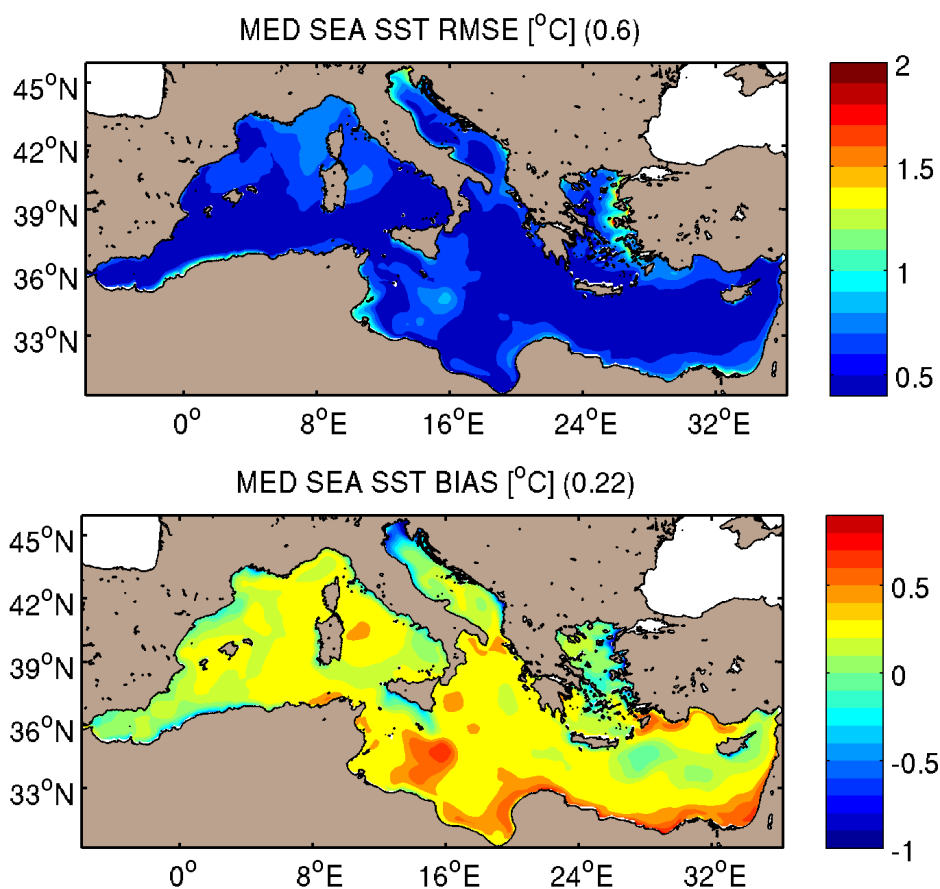 MED SEA SST RMSE [°C] (0.6)
45°N
42°N
39°N
36°N
33°N
0°
8°E
16°E
24°E
32°E
2
1.5
1
0.5
MED SEA SST BIAS [°C] (0.22)
45°N
42°N
39°N
36°N
33°N
0°
8°E
16°E
24°E
32°E
0.5
0
-0.5
-1